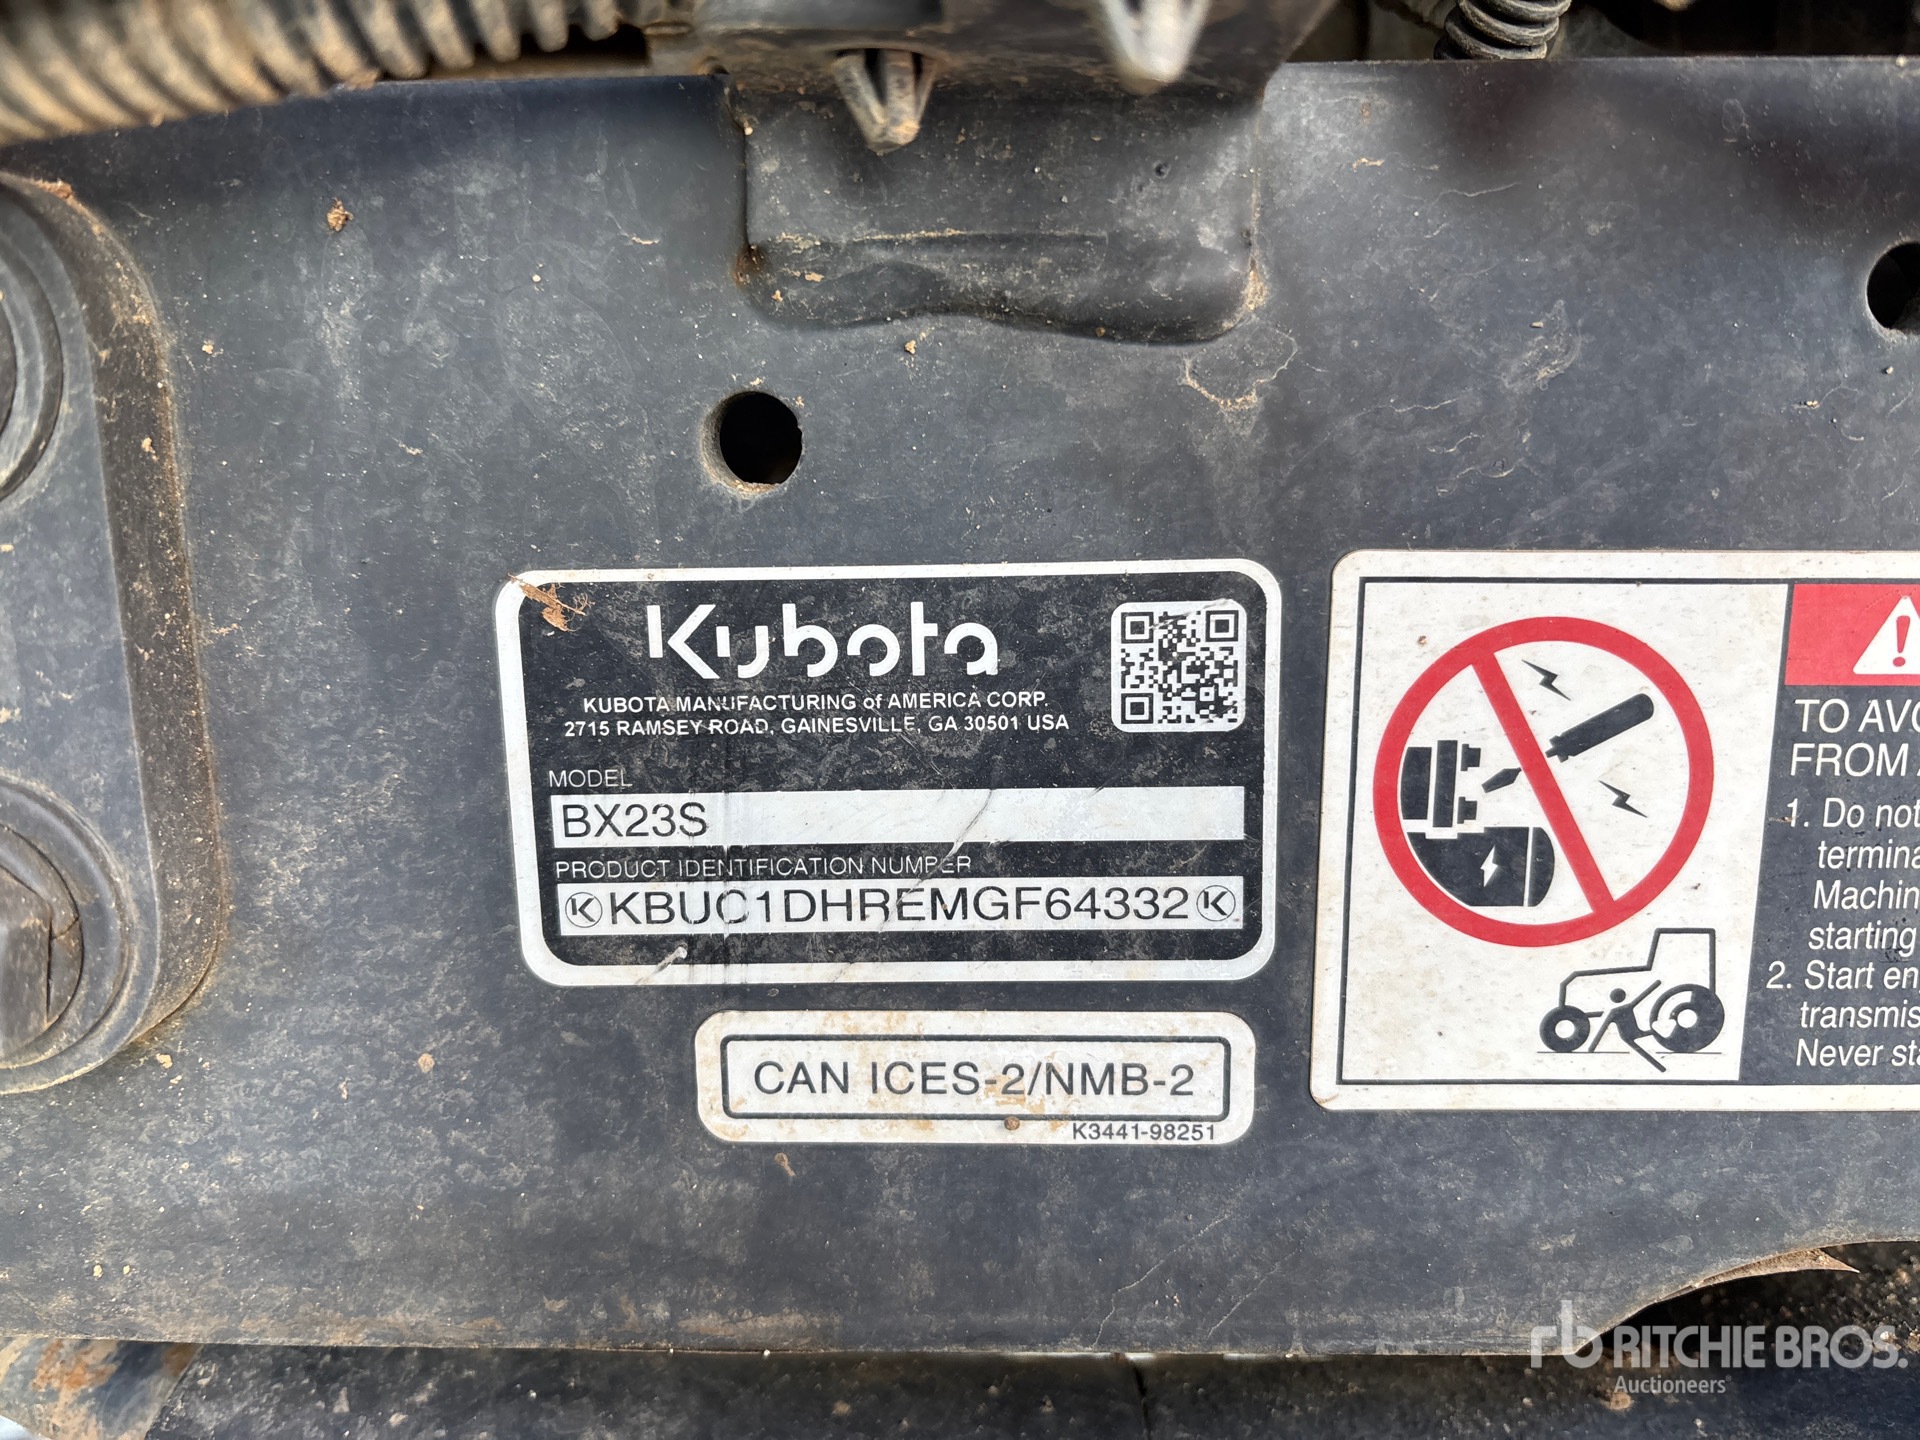 Kubota
KUBOTA MANUFACTURING of AMERICA CORP.
2715 RAMSEY ROAD, GAINESVILLE, GA 30501 USA
MODEL
BX23S
PRODUCT IDENTIFICATION NUMBER
KBUC1DHREMGF64332
CAN ICES-2/NMB-2
K3441-98251
TO AVO
FROM
1. Do not
termina
Machin
starting
2. Start en
transmis
Never sta
rb RITCHIE BROS.
Auctioneers